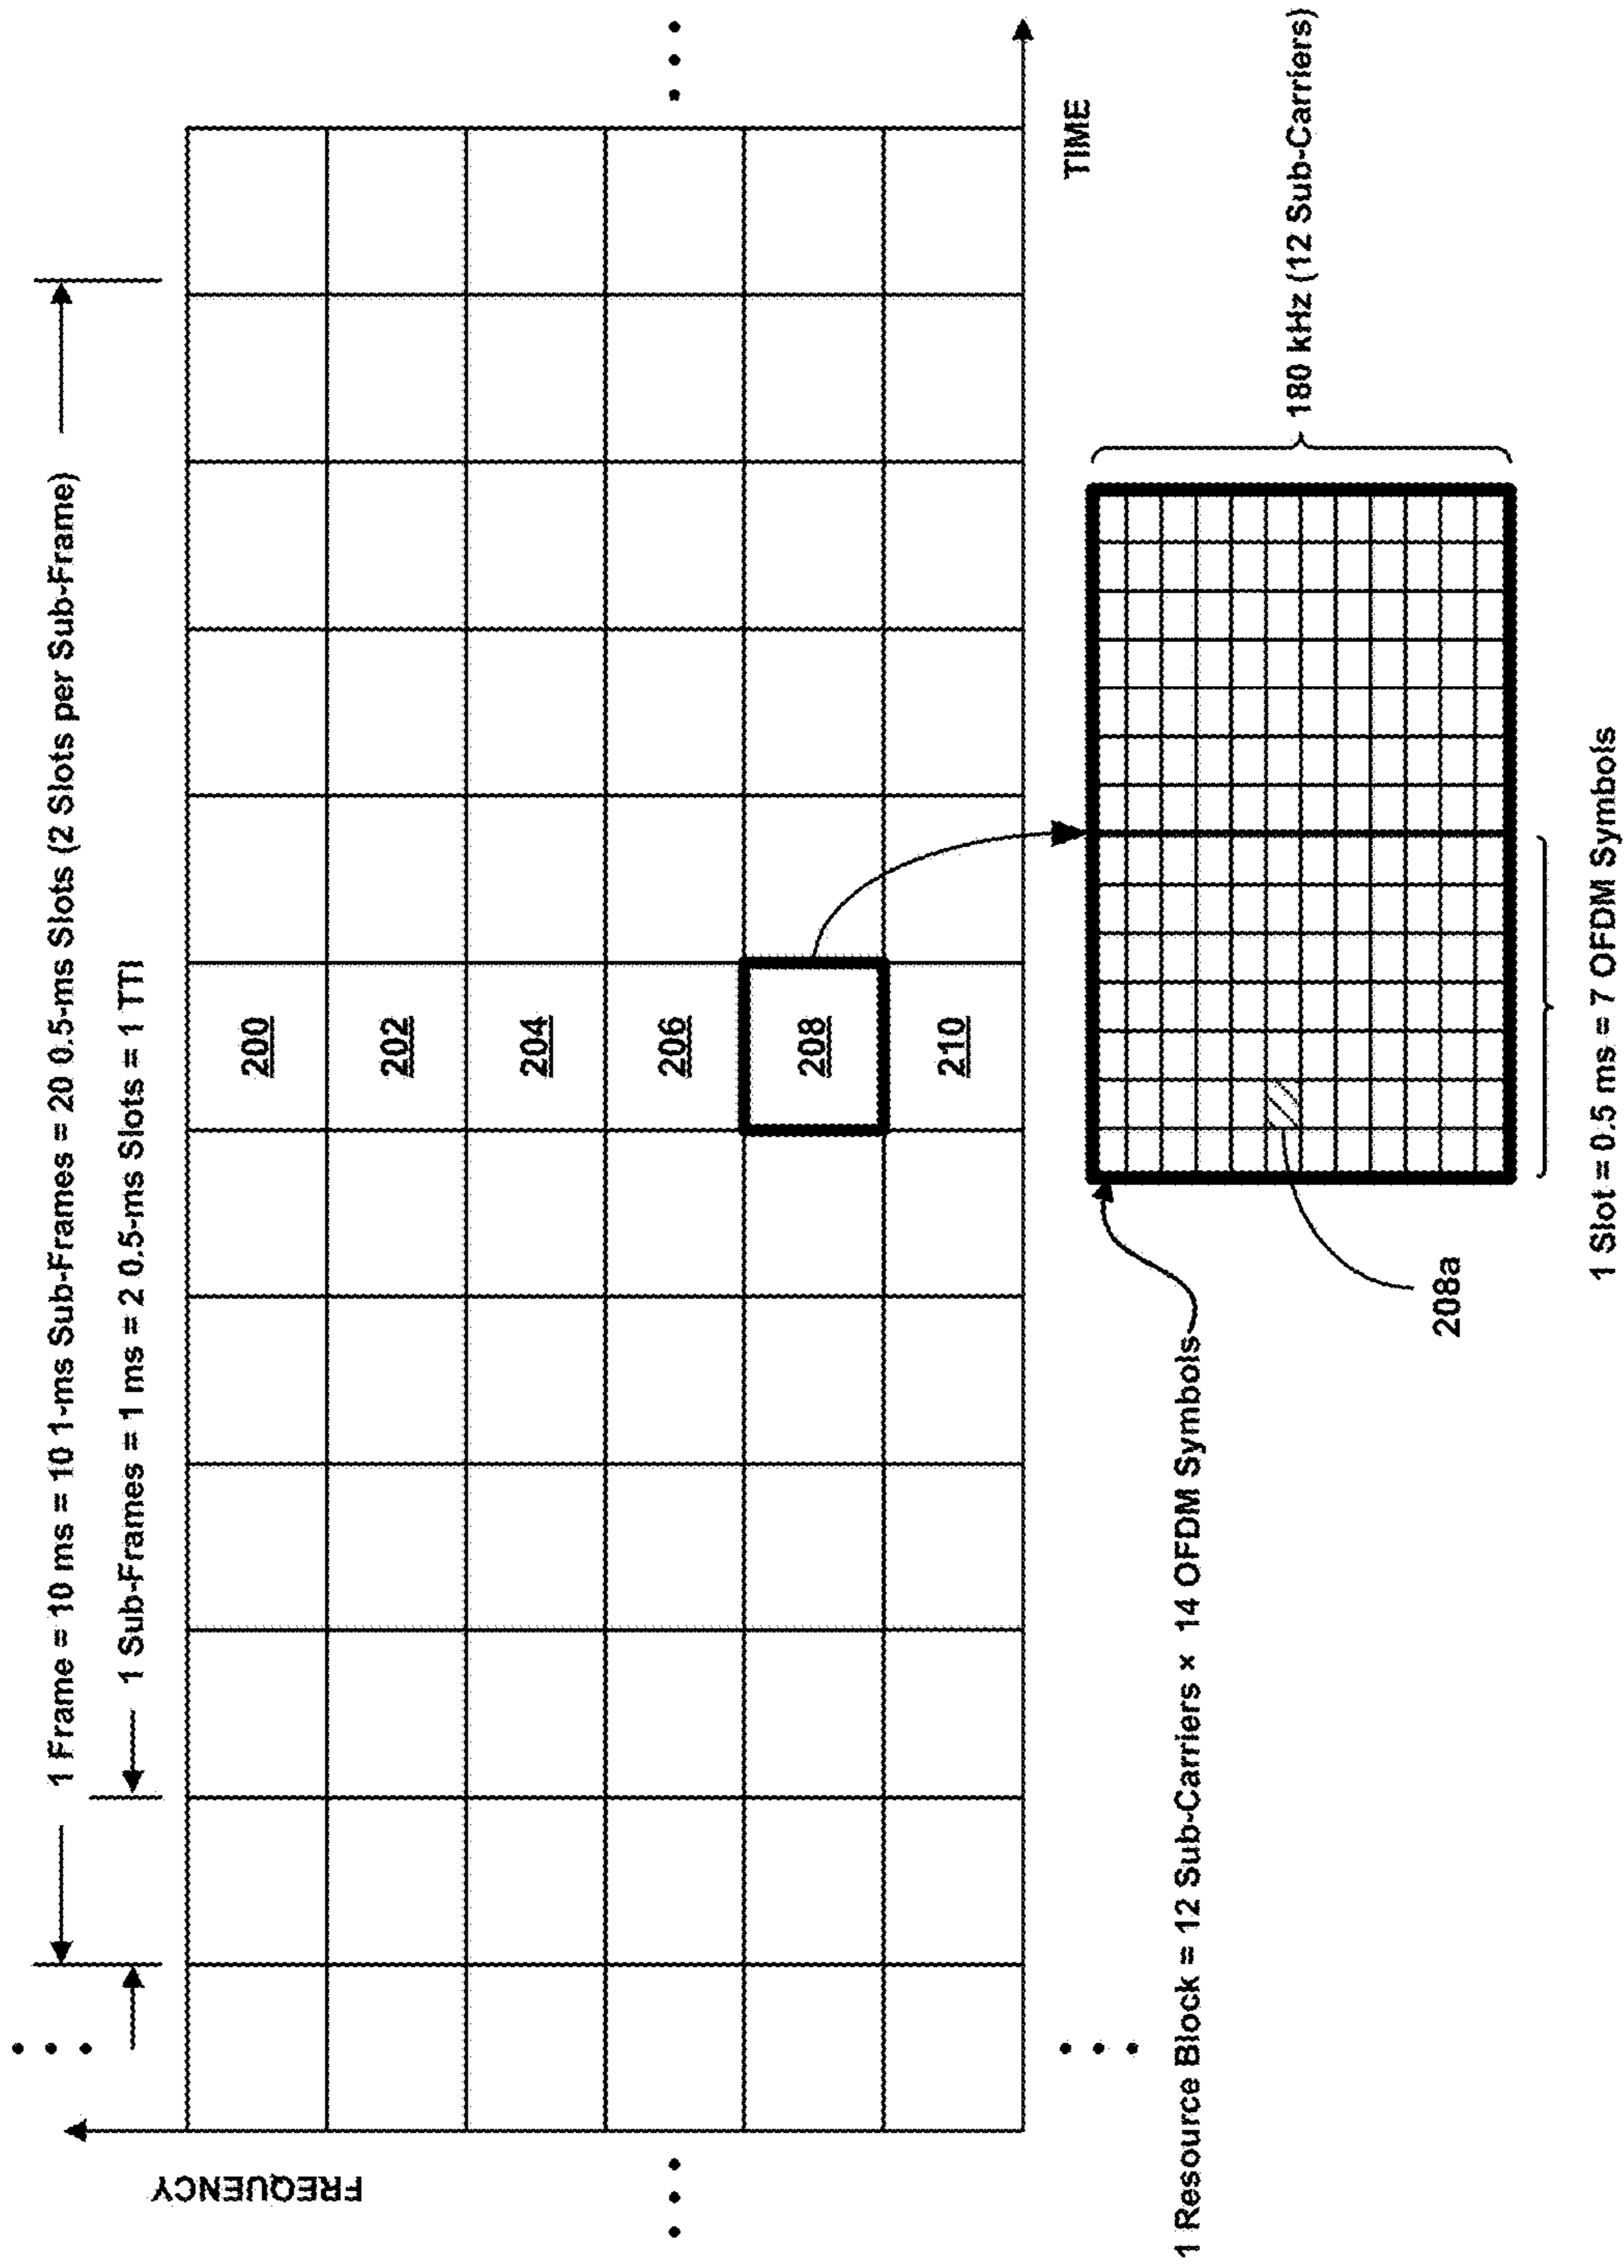 1 Frame = 10 ms = 10 1-ms Sub-Frames = 20 0.5-ms Slots (2 Slots per Sub-Frame)
1 Sub-Frames = 1 ms = 2 0.5-ms Slots = 1 TTI
FREQUENCY
200
202
204
206
208
210
TIME
1 Resource Block = 12 Sub-Carriers × 14 OFDM Symbols
180 kHz (12 Sub-Carriers)
208a
1 Slot = 0.5 ms = 7 OFDM Symbols